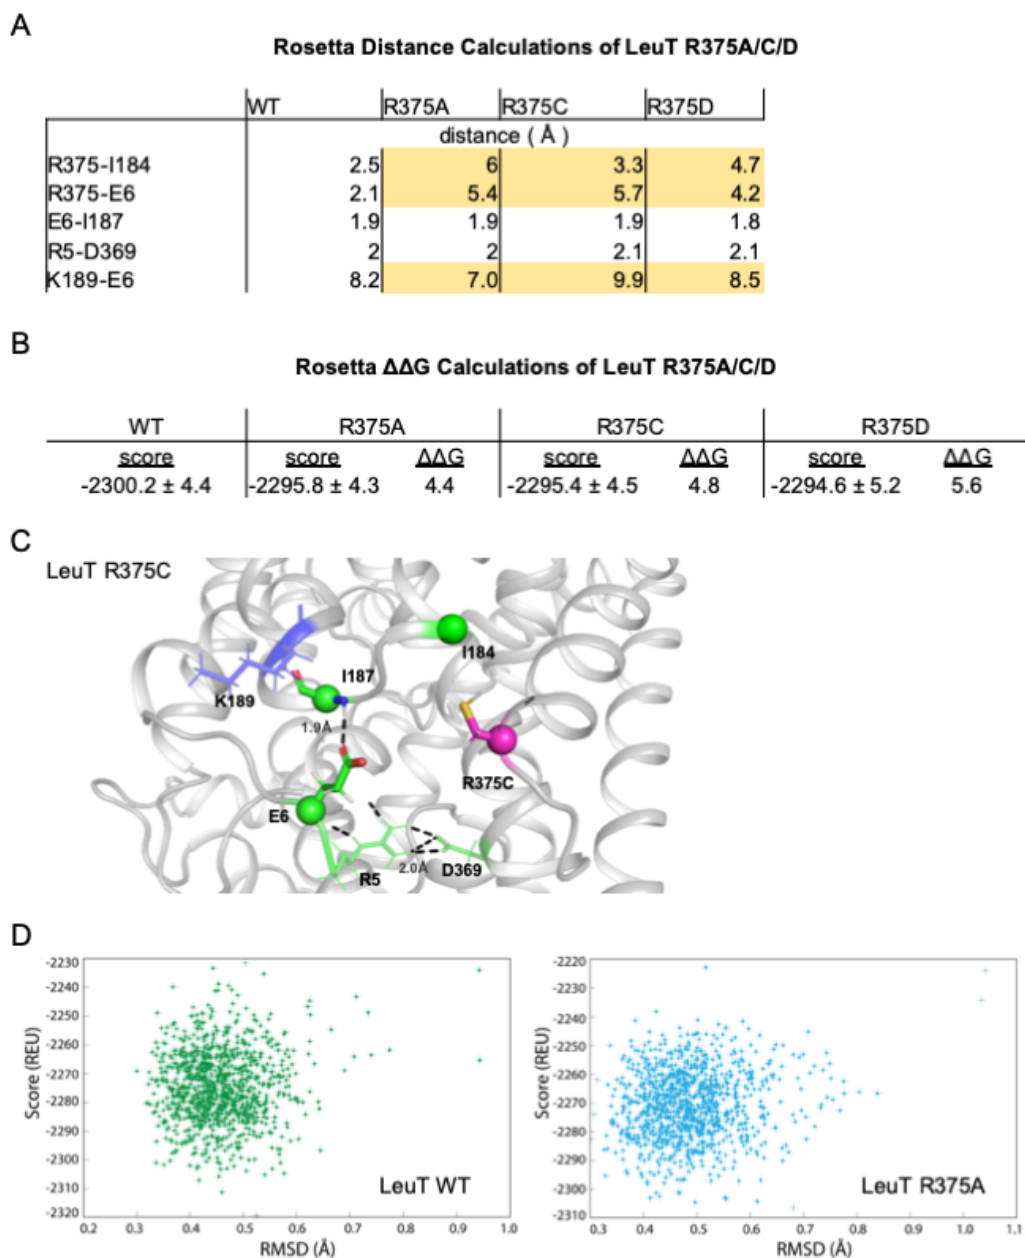 A
Rosetta Distance Calculations of LeuT R375A/C/D
WT R375A R375C R375D
distance ( Å )
R375-I184 2.5 6 3.3 4.7
R375-E6 2.1 5.4 5.7 4.2
E6-I187 1.9 1.9 1.9 1.8
R5-D369 2 2 2.1 2.1
K189-E6 8.2 7.0 9.9 8.5
B
Rosetta ΔΔG Calculations of LeuT R375A/C/D
WT R375A R375C R375D
score score ΔΔG score ΔΔG score ΔΔG
-2300.2 ± 4.4 -2295.8 ± 4.3 4.4 -2295.4 ± 4.5 4.8 -2294.6 ± 5.2 5.6
C
LeuT R375C
I184
I187
K189
1.9Å
R375C
E6
2.0Å
D369
R5
D
-2230
-2240
-2250
-2260
-2270
-2280
-2290
-2300
-2310
-2320
Score (REU)
0.2 0.3 0.4 0.5 0.6 0.7 0.8 0.9 1.0
RMSD (Å)
LeuT WT
-2220
-2230
-2240
-2250
-2260
-2270
-2280
-2290
-2300
-2310
Score (REU)
0.3 0.4 0.5 0.6 0.7 0.8 0.9 1.0 1.1
RMSD (Å)
LeuT R375A